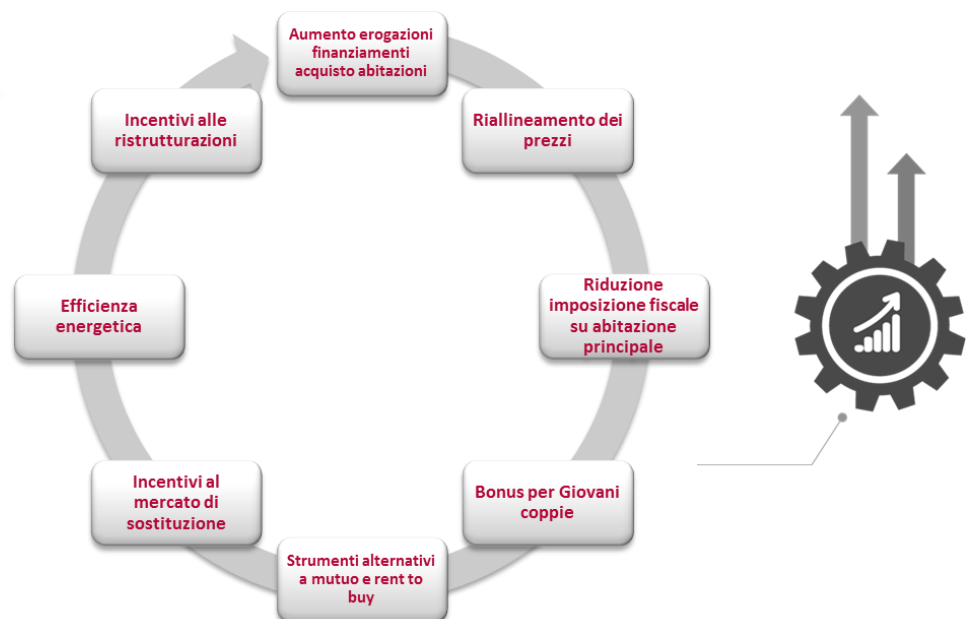 Aumento erogazioni
finanziamenti
acquisto abitazioni
Riallineamento dei
prezzi
Riduzione
imposizione fiscale
su abitazione
principale
Bonus per Giovani
coppie
Strumenti alternativi
a mutuo e rent to
buy
Incentivi al
mercato di
sostituzione
Efficienza
energetica
Incentivi alle
ristrutturazioni